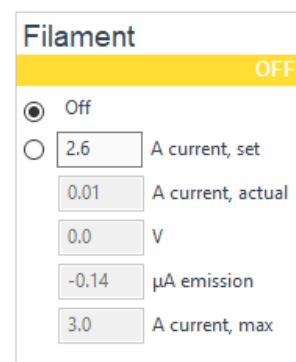 Filament
OFF
Off
2.6 A current, set
0.01 A current, actual
0.0 V
-0.14 µA emission
3.0 A current, max